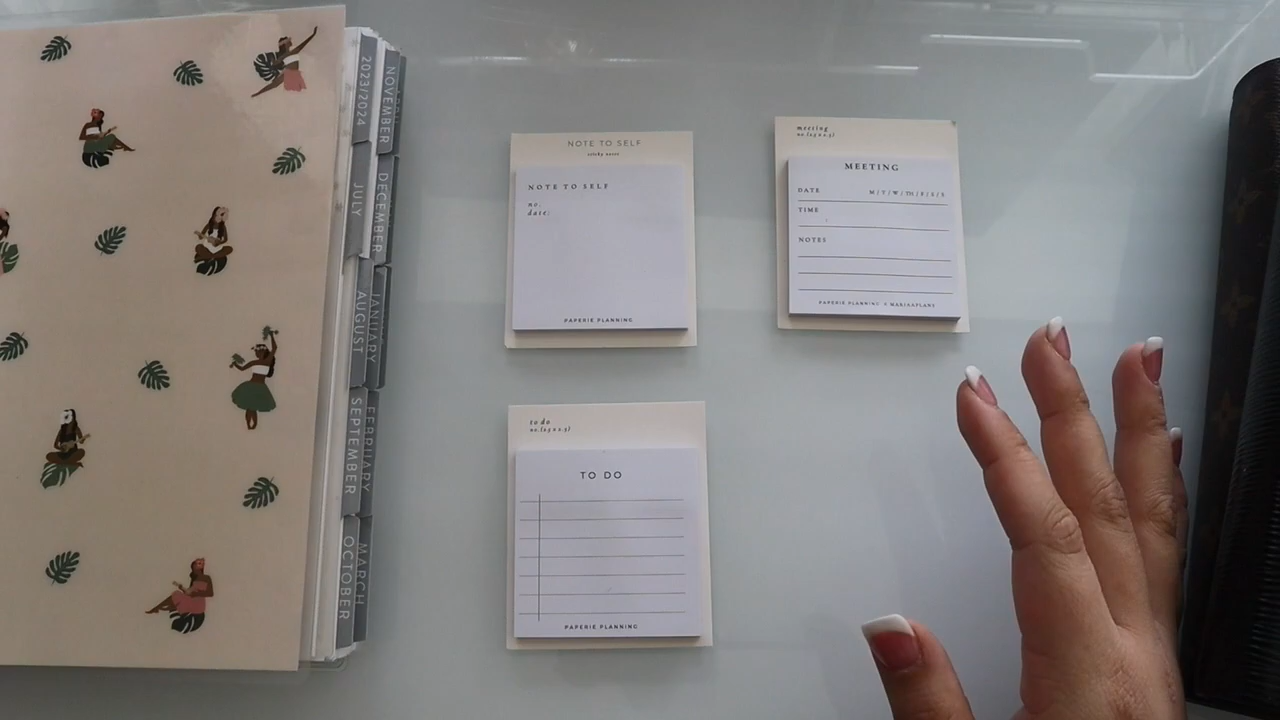 2023/2024
JULY
AUGUST
SEPTEMBER
OCTOBER
NOVEMBER
DECEMBER
JANUARY
FEBRUARY
MARCH
NOTE TO SELF
sticky notes
NOTE TO SELF
no.
date:
PAPERIE PLANNING
meeting
MEETING
DATE M / T / W / TH / F / S / S
TIME
NOTES
PAPERIE PLANNING X MARIAAPLANT
to do
TO DO
PAPERIE PLANNING